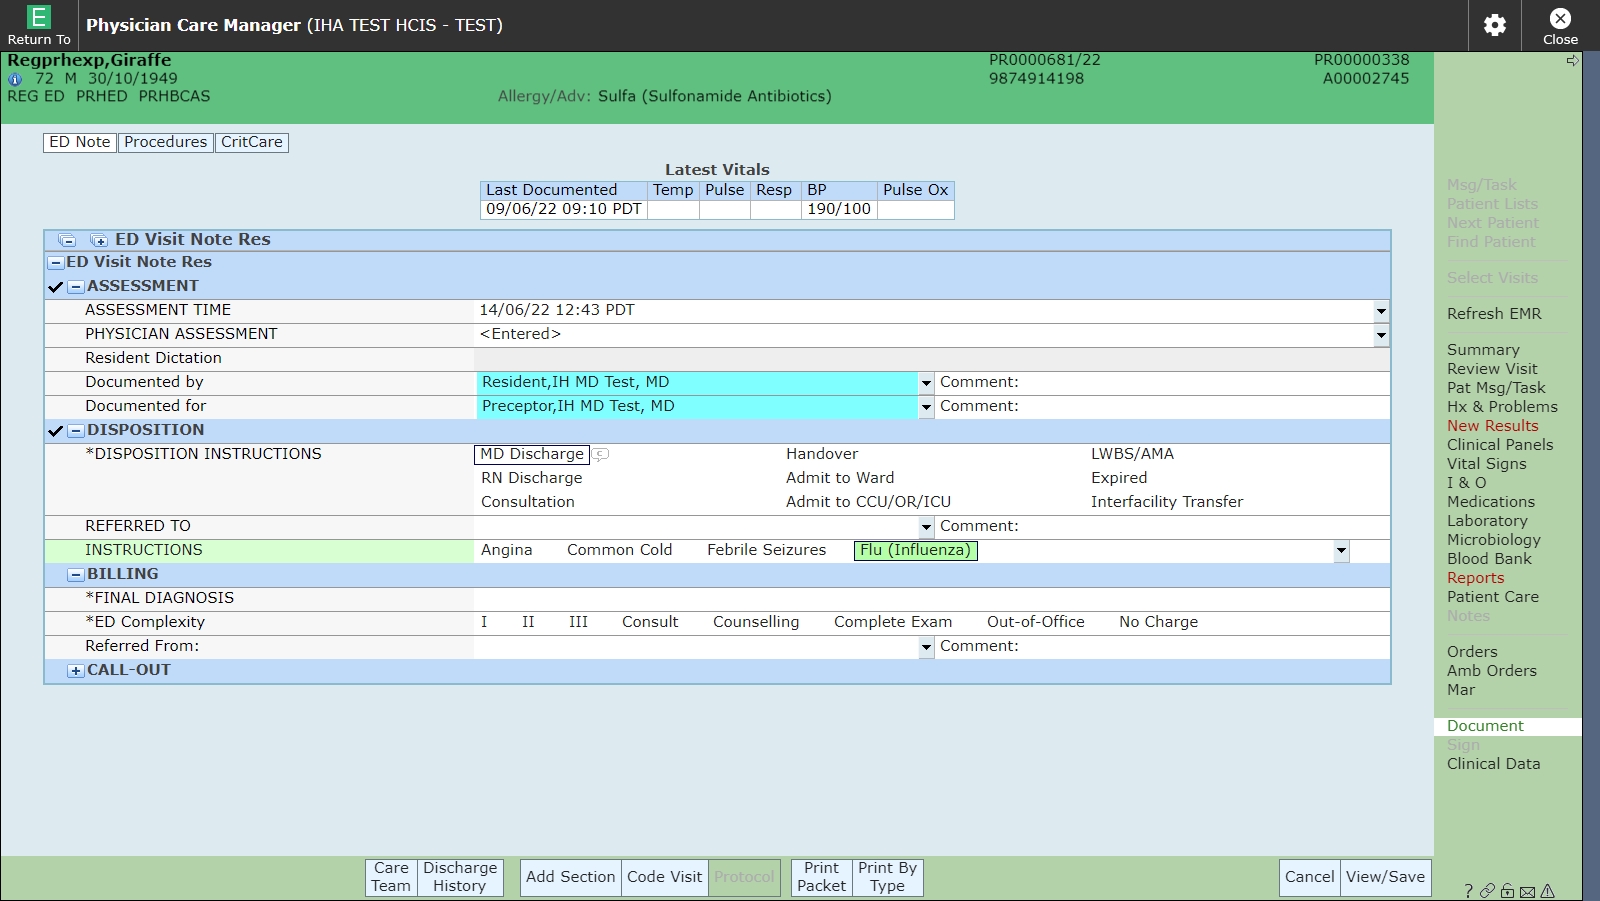 E
Return To
Physician Care Manager (IHA TEST HCIS - TEST)
Close
Regprhexp,Giraffe
PR0000681/22
PR00000338
72 M 30/10/1949
9874914198
A00002745
REG ED PRHED PRHBCAS
Allergy/Adv: Sulfa (Sulfonamide Antibiotics)
ED Note Procedures CritCare
Latest Vitals
Last Documented Temp Pulse Resp BP Pulse Ox
09/06/22 09:10 PDT 190/100
ED Visit Note Res
ED Visit Note Res
ASSESSMENT
ASSESSMENT TIME 14/06/22 12:43 PDT
PHYSICIAN ASSESSMENT <Entered>
Resident Dictation
Documented by Resident,IH MD Test, MD Comment:
Documented for Preceptor,IH MD Test, MD Comment:
DISPOSITION
*DISPOSITION INSTRUCTIONS MD Discharge Handover LWBS/AMA
RN Discharge Admit to Ward Expired
Consultation Admit to CCU/OR/ICU Interfacility Transfer
REFERRED TO Comment:
INSTRUCTIONS Angina Common Cold Febrile Seizures Flu (Influenza)
BILLING
*FINAL DIAGNOSIS
*ED Complexity I II III Consult Counselling Complete Exam Out-of-Office No Charge
Referred From: Comment:
CALL-OUT
Msg/Task
Patient Lists
Next Patient
Find Patient
Select Visits
Refresh EMR
Summary
Review Visit
Pat Msg/Task
Hx & Problems
New Results
Clinical Panels
Vital Signs
I & O
Medications
Laboratory
Microbiology
Blood Bank
Reports
Patient Care
Notes
Orders
Amb Orders
Mar
Document
Sign
Clinical Data
Care Team
Discharge History
Add Section
Code Visit
Protocol
Print Packet
Print By Type
Cancel
View/Save